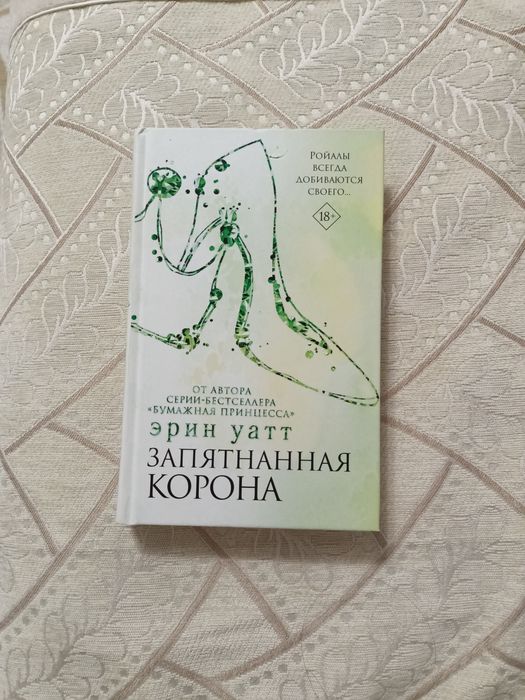 Ройалы
всегда
добиваются
своего...
18+
от автора
серии-бестселлера
«Бумажная принцесса»
эрин уатт
ЗАПЯТНАННАЯ
КОРОНА